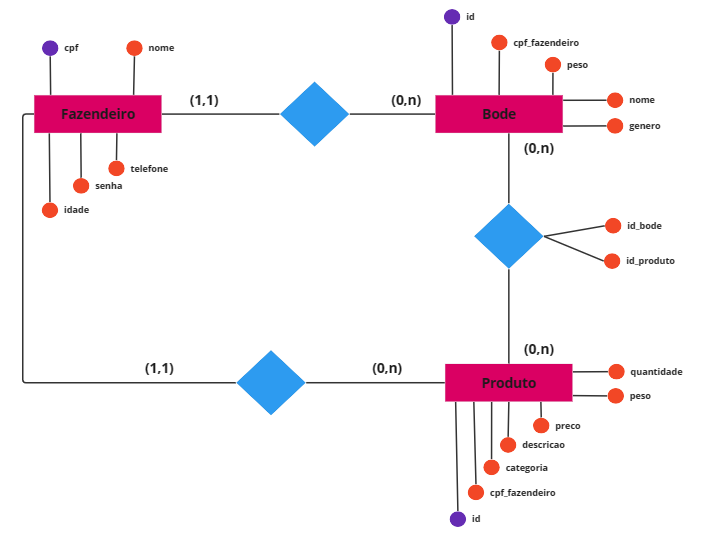 id
cpf_fazendeiro
cpf
nome
peso
(1,1)
(0,n)
nome
Fazendeiro
Bode
genero
(0,n)
telefone
senha
idade
id_bode
id_produto
(0,n)
(1,1)
(0,n)
quantidade
Produto
peso
preco
descricao
categoria
cpf_fazendeiro
id